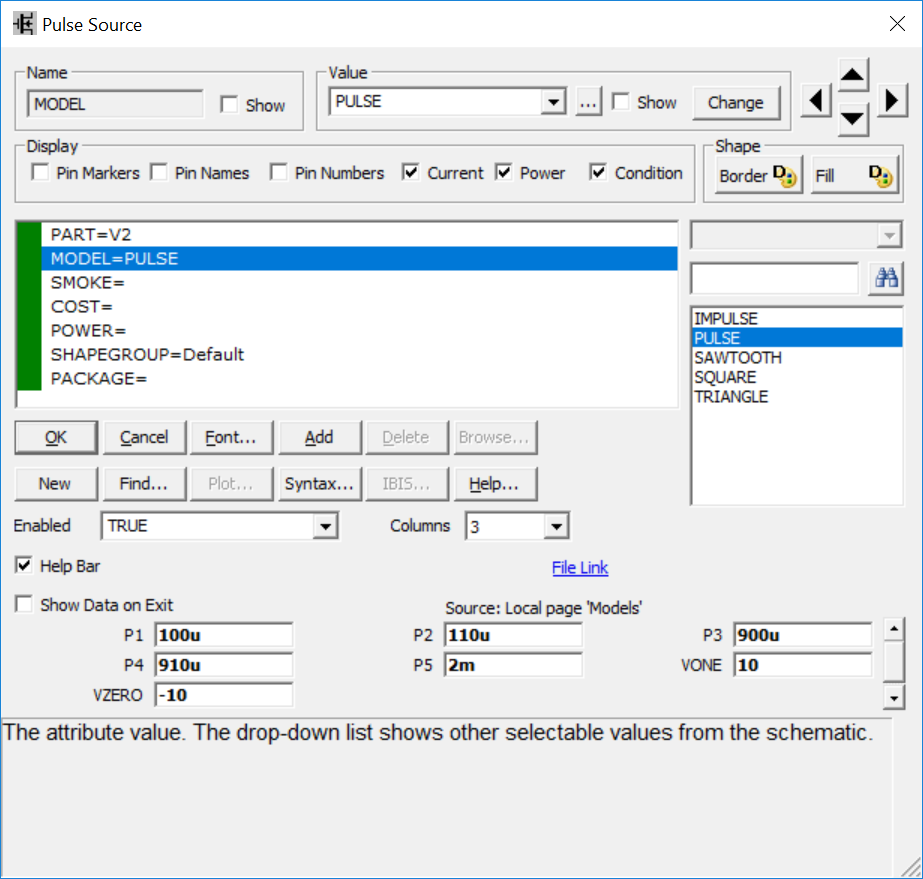 Pulse Source
Name
MODEL
Show
Value
PULSE
...
Show
Change
Display
Pin Markers
Pin Names
Pin Numbers
Current
Power
Condition
Shape
Border
Fill
PART=V2
MODEL=PULSE
SMOKE=
COST=
POWER=
SHAPEGROUP=Default
PACKAGE=
IMPULSE
PULSE
SAWTOOTH
SQUARE
TRIANGLE
OK
Cancel
Font...
Add
Delete
Browse...
New
Find...
Plot...
Syntax...
IBIS...
Help...
Enabled
TRUE
Columns
3
Help Bar
File Link
Show Data on Exit
Source: Local page 'Models'
P1 100u
P2 110u
P3 900u
P4 910u
P5 2m
VONE 10
VZERO -10
The attribute value. The drop-down list shows other selectable values from the schematic.